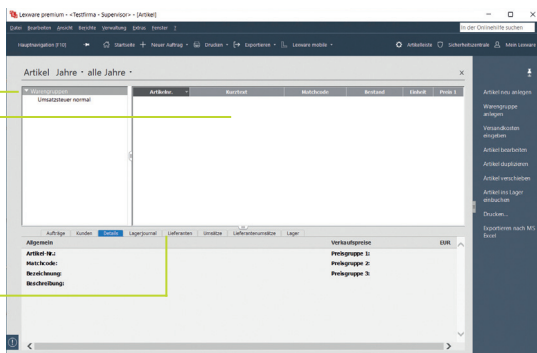 Lexware premium - <Testfirma - Supervisor> - [Artikel]
Datei Bearbeiten Ansicht Berichte Verwaltung Extras Fenster ?
In der Onlinehilfe suchen
Hauptnavigation (F10) Startseite + Neuer Auftrag Drucken Exportieren Lexware mobile Artikelliste Sicherheitszentrale Mein Lexware
Artikel Jahre alle Jahre x
Warengruppen
Umsatzsteuer normal
Artikelnr. Kurztext Matchcode Bestand Einheit Preis 1
Artikel neu anlegen
Warengruppe
anlegen
Versandkosten
eingeben
Artikel bearbeiten
Artikel duplizieren
Artikel verschieben
Artikel ins Lager
einbuchen
Drucken...
Exportieren nach MS
Excel
Aufträge Kunden Details Lagerjournal Lieferanten Umsätze Lieferantenumsätze Lager
Allgemein Verkaufspreise EUR
Artikel-Nr.: Preisgruppe 1:
Matchcode: Preisgruppe 2:
Bezeichnung: Preisgruppe 3:
Beschreibung: